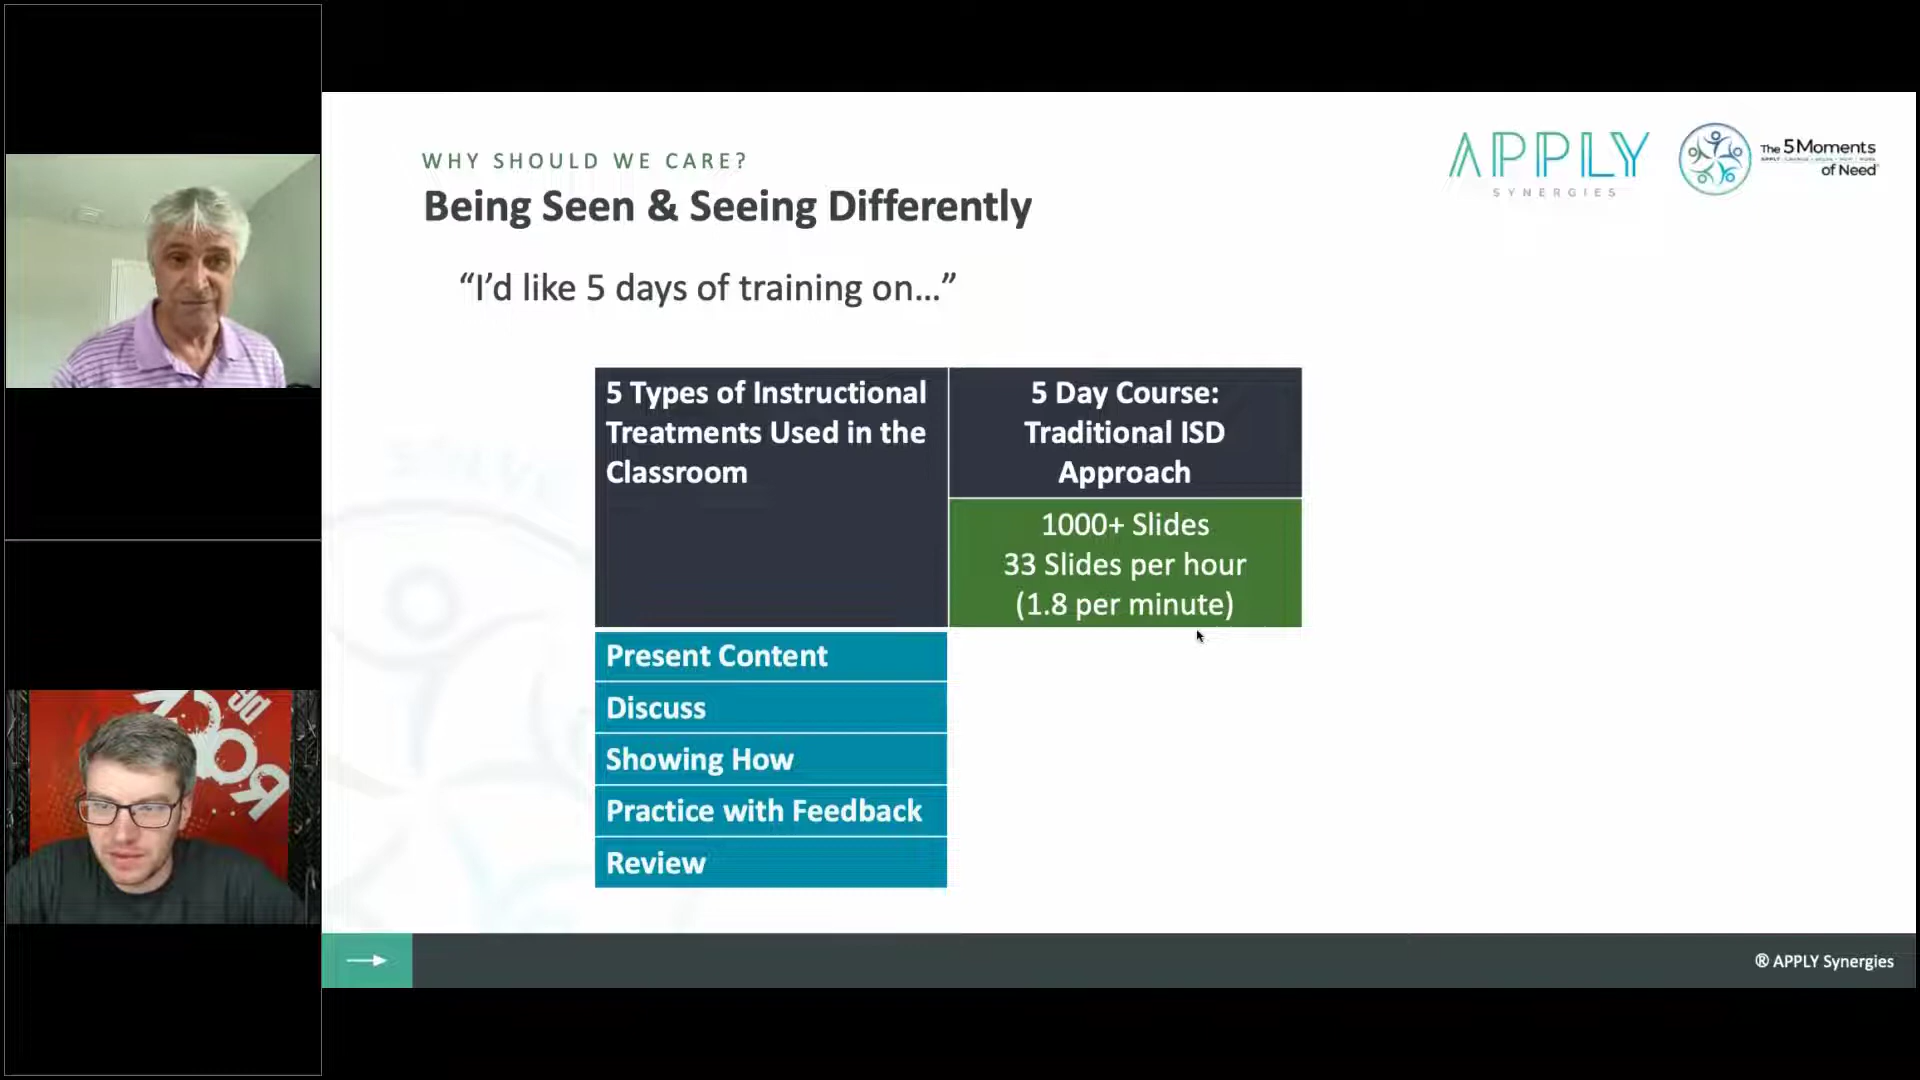 WHY SHOULD WE CARE?
Being Seen & Seeing Differently
APPLY
SYNERGIES
The 5 Moments
of Need
“I’d like 5 days of training on...”
5 Types of Instructional
Treatments Used in the
Classroom
5 Day Course:
Traditional ISD
Approach
1000+ Slides
33 Slides per hour
(1.8 per minute)
Present Content
Discuss
Showing How
Practice with Feedback
Review
® APPLY Synergies
ROCK